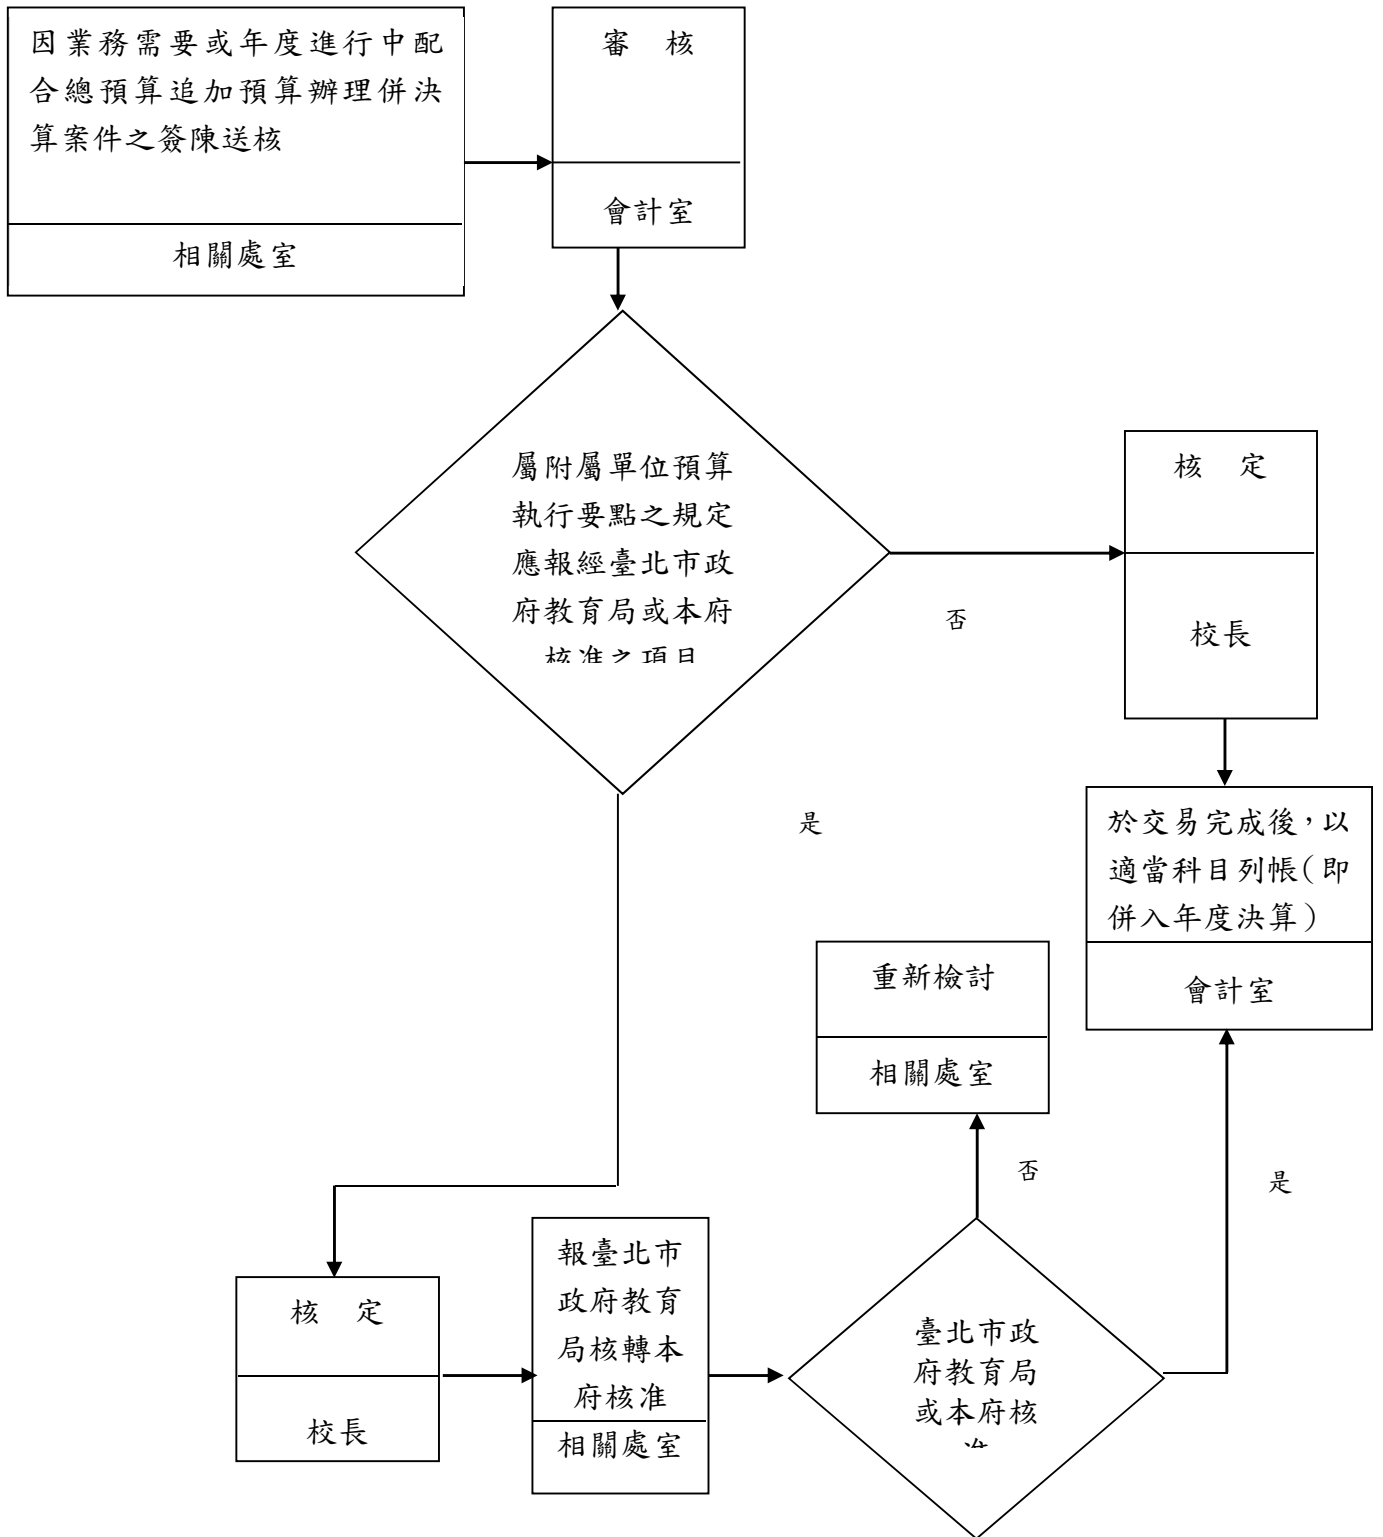 因業務需要或年度進行中配
合總預算追加預算辦理併決
算案件之簽陳送核
相關處室
審　核
會計室
屬附屬單位預算
執行要點之規定
應報經臺北市政
府教育局或本府
核准之項目
否
核　定
校長
是
於交易完成後，以
適當科目列帳（即
併入年度決算）
會計室
重新檢討
相關處室
否
是
核　定
校長
報臺北市
政府教育
局核轉本
府核准
相關處室
臺北市政
府教育局
或本府核